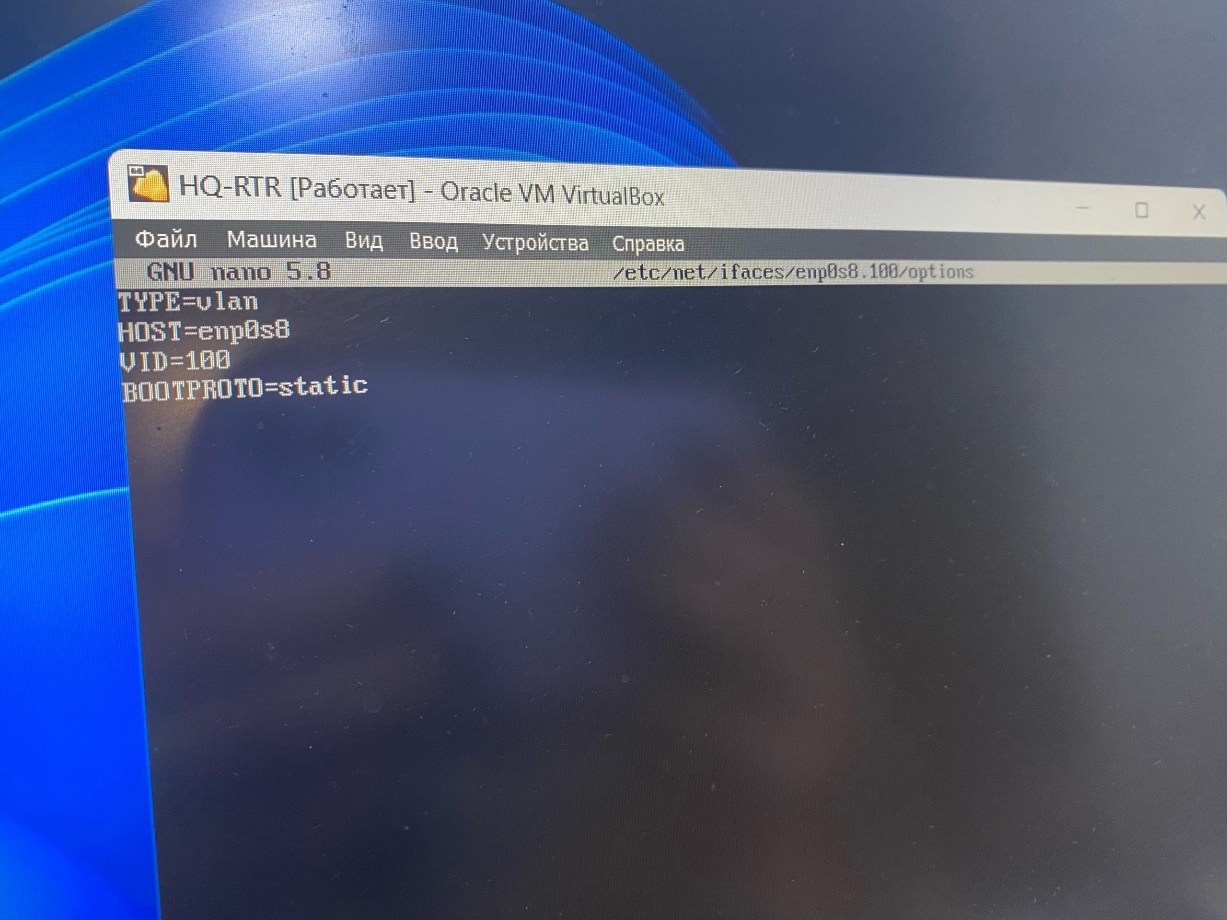 HQ-RTR [Работает] - Oracle VM VirtualBox
Файл Машина Вид Ввод Устройства Справка
GNU nano 5.8 /etc/net/ifaces/enp0s8.100/options
TYPE=vlan
HOST=enp0s8
VID=100
BOOTPROTO=static